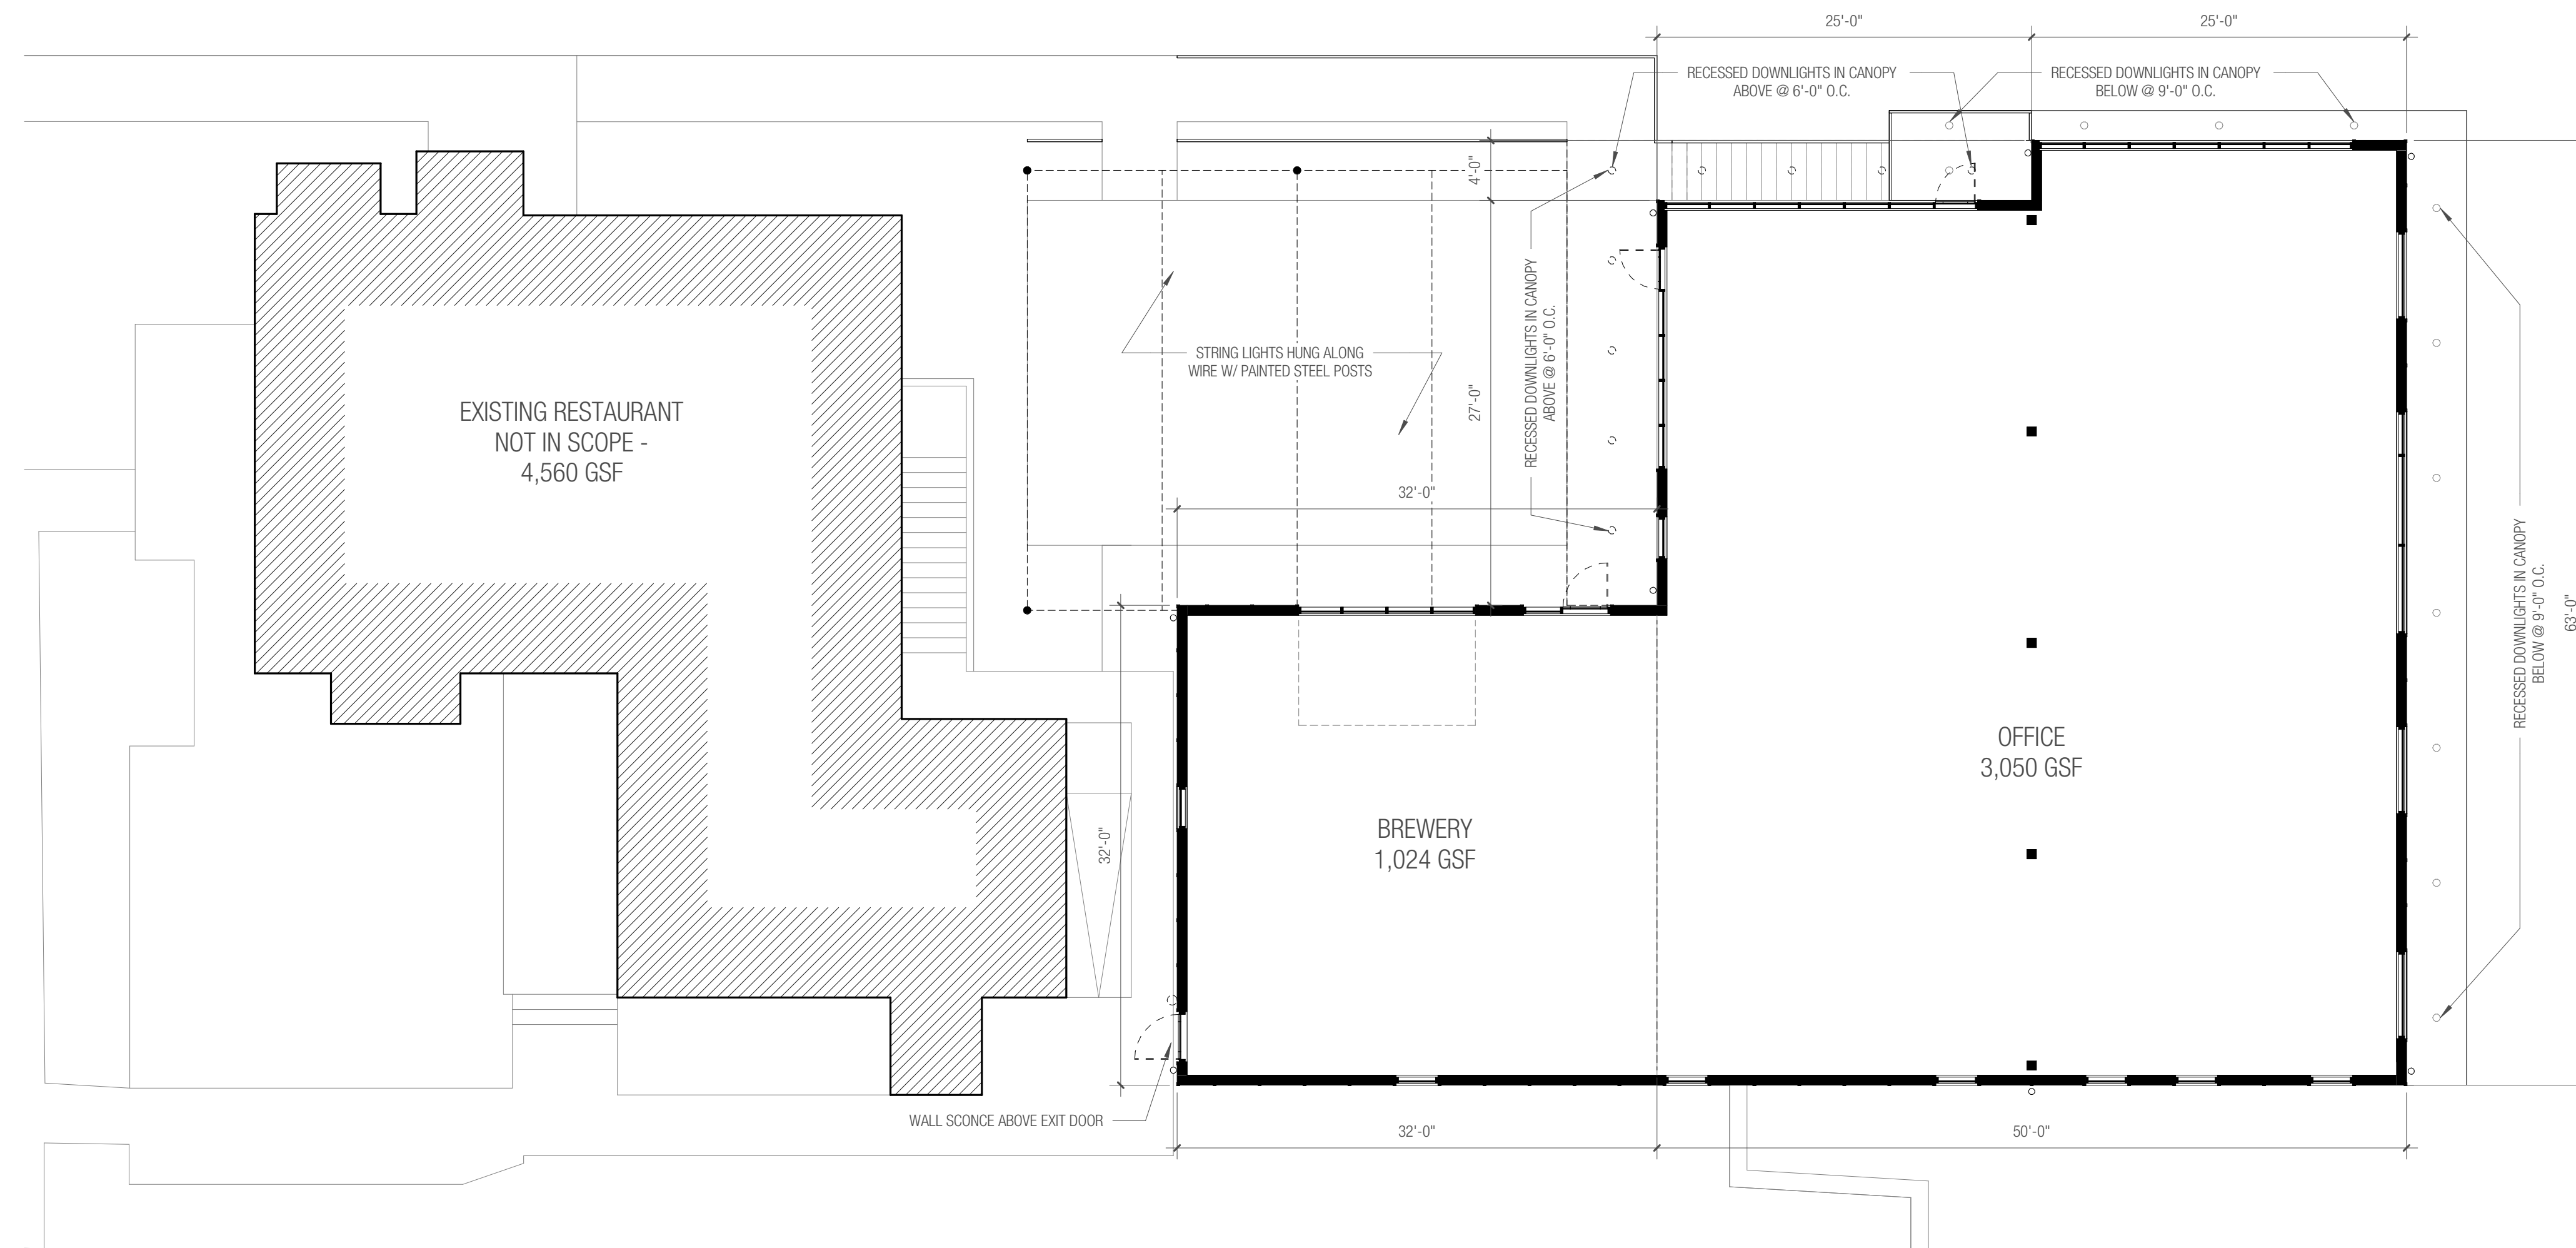 25'-0"
25'-0"
RECESSED DOWNLIGHTS IN CANOPY
ABOVE @ 6'-0" O.C.
RECESSED DOWNLIGHTS IN CANOPY
BELOW @ 9'-0" O.C.
4'-0"
RECESSED DOWNLIGHTS IN CANOPY
ABOVE @ 6'-0" O.C.
STRING LIGHTS HUNG ALONG
WIRE W/ PAINTED STEEL POSTS
27'-0"
EXISTING RESTAURANT
NOT IN SCOPE -
4,560 GSF
32'-0"
RECESSED DOWNLIGHTS IN CANOPY
BELOW @ 9'-0" O.C.
63'-0"
OFFICE
3,050 GSF
BREWERY
1,024 GSF
32'-0"
WALL SCONCE ABOVE EXIT DOOR
32'-0"
50'-0"